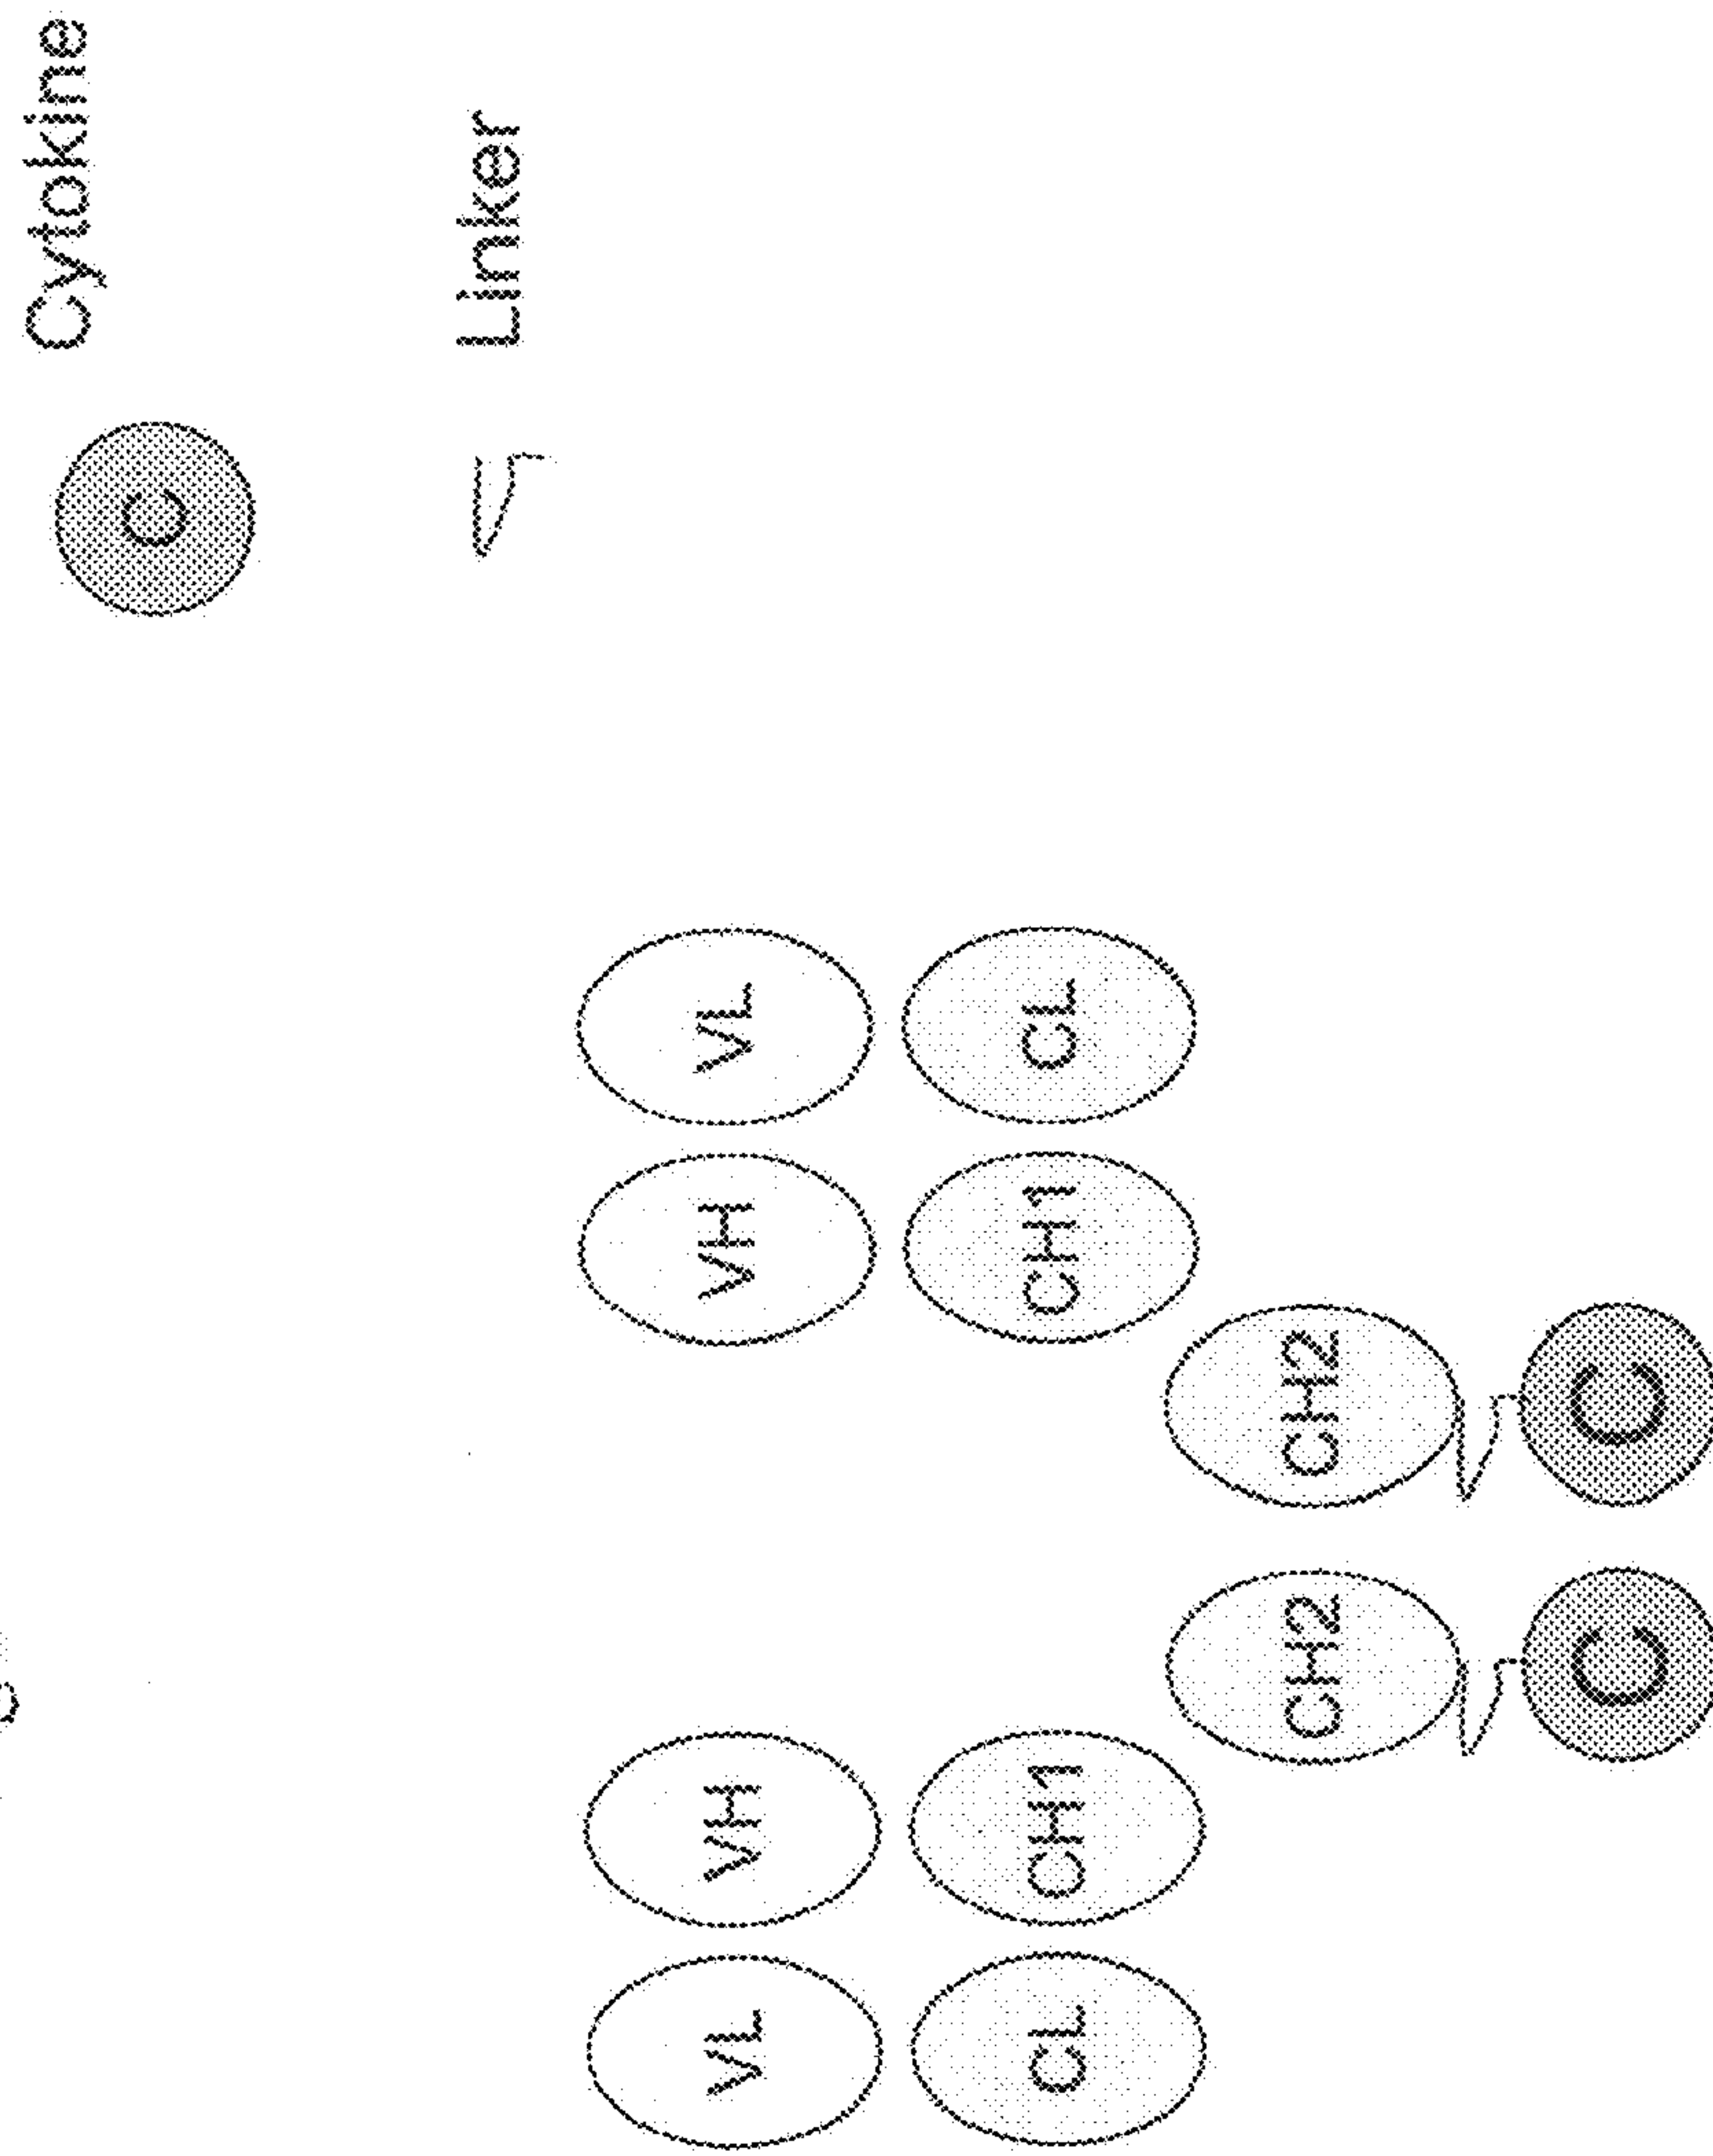 C Cytokine
Linker
VL VH VH VL
CL CH1 CH1 CL
CH2 CH2
C C